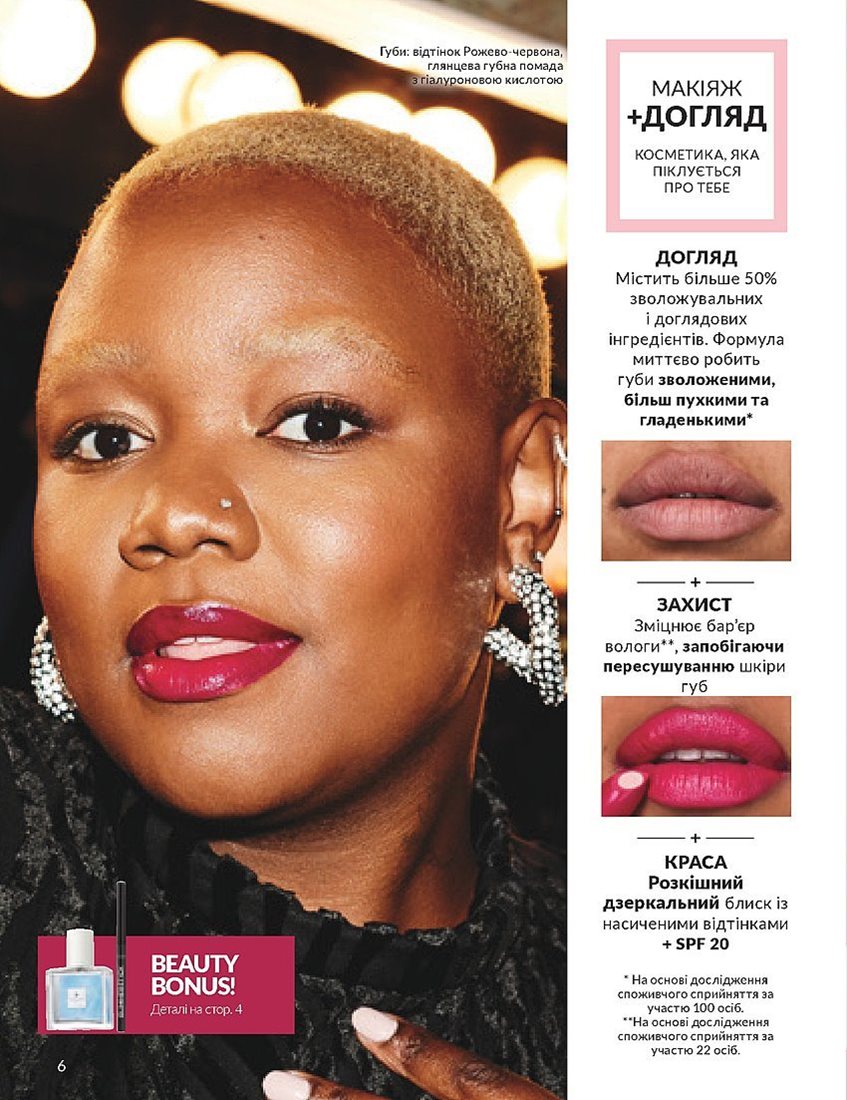 Губи: відтінок Рожево-червона,
глянцева губна помада
з гіалуроновою кислотою
МАКІЯЖ
+ДОГЛЯД
КОСМЕТИКА, ЯКА
ПІКЛУЄТЬСЯ
ПРО ТЕБЕ
ДОГЛЯД
Містить більше 50%
зволожувальних
і доглядових
інгредієнтів. Формула
миттєво робить
губи зволоженими,
більш пухкими та
гладенькими*
+
ЗАХИСТ
Зміцнює бар'єр
вологи**, запобігаючи
пересушуванню шкіри
губ
+
КРАСА
Розкішний
дзеркальний блиск із
насиченими відтінками
+ SPF 20
* На основі дослідження
споживчого сприйняття за
участю 100 осіб.
**На основі дослідження
споживчого сприйняття за
участю 22 осіб.
BEAUTY
BONUS!
Деталі на стор. 4
6